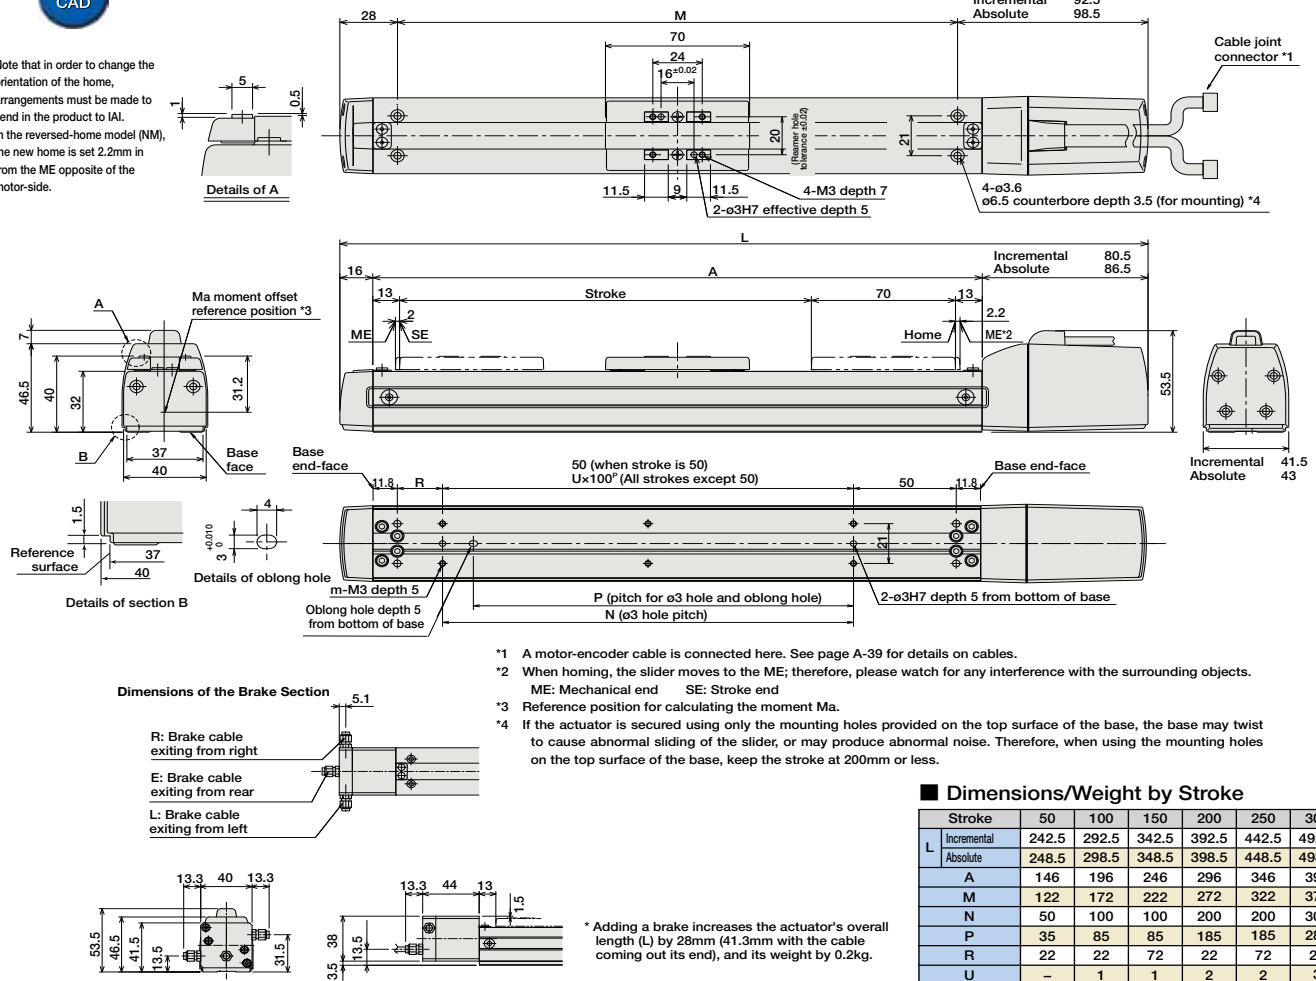 CAD
Note that in order to change the
orientation of the home,
arrangements must be made to
send in the product to IAI.
In the reversed-home model (NM),
the new home is set 2.2mm in
from the ME opposite of the
motor-side.
5
1
0.5
Details of A
28
M
Incremental 92.5
Absolute 98.5
70
24
16±0.02
Cable joint
connector *1
20
(Reamer hole
tolerance ±0.02)
21
11.5
9
11.5
4-M3 depth 7
2-ø3H7 effective depth 5
4-ø3.6
ø6.5 counterbore depth 3.5 (for mounting) *4
L
16
A
Incremental 80.5
Absolute 86.5
13
Stroke
70
13
2
2.2
ME
SE
Home
ME*2
53.5
A
Ma moment offset
reference position *3
7
46.5
40
32
31.2
B
37
40
Base
face
Incremental 41.5
Absolute 43
Base
end-face
50 (when stroke is 50)
U×100P (All strokes except 50)
Base end-face
11.8
R
50
11.8
21
1.5
Reference
surface
37
40
Details of section B
4
3 +0.010 0
Details of oblong hole
m-M3 depth 5
Oblong hole depth 5
from bottom of base
P (pitch for ø3 hole and oblong hole)
N (ø3 hole pitch)
2-ø3H7 depth 5 from bottom of base
*1 A motor-encoder cable is connected here. See page A-39 for details on cables.
*2 When homing, the slider moves to the ME; therefore, please watch for any interference with the surrounding objects.
ME: Mechanical end SE: Stroke end
*3 Reference position for calculating the moment Ma.
*4 If the actuator is secured using only the mounting holes provided on the top surface of the base, the base may twist
to cause abnormal sliding of the slider, or may produce abnormal noise. Therefore, when using the mounting holes
on the top surface of the base, keep the stroke at 200mm or less.
Dimensions of the Brake Section
5.1
R: Brake cable
exiting from right
E: Brake cable
exiting from rear
L: Brake cable
exiting from left
13.3
40
13.3
53.5
46.5
41.5
13.5
31.5
13.3
44
13
1.5
38
13.5
3.5
* Adding a brake increases the actuator's overall
length (L) by 28mm (41.3mm with the cable
coming out its end), and its weight by 0.2kg.
■ Dimensions/Weight by Stroke
Stroke 50 100 150 200 250
L Incremental 242.5 292.5 342.5 392.5 442.5
Absolute 248.5 298.5 348.5 398.5 448.5
A 146 196 246 296 346
M 122 172 222 272 322
N 50 100 100 200 200
P 35 85 85 185 185
R 22 22 72 22 72
U – 1 1 2 2